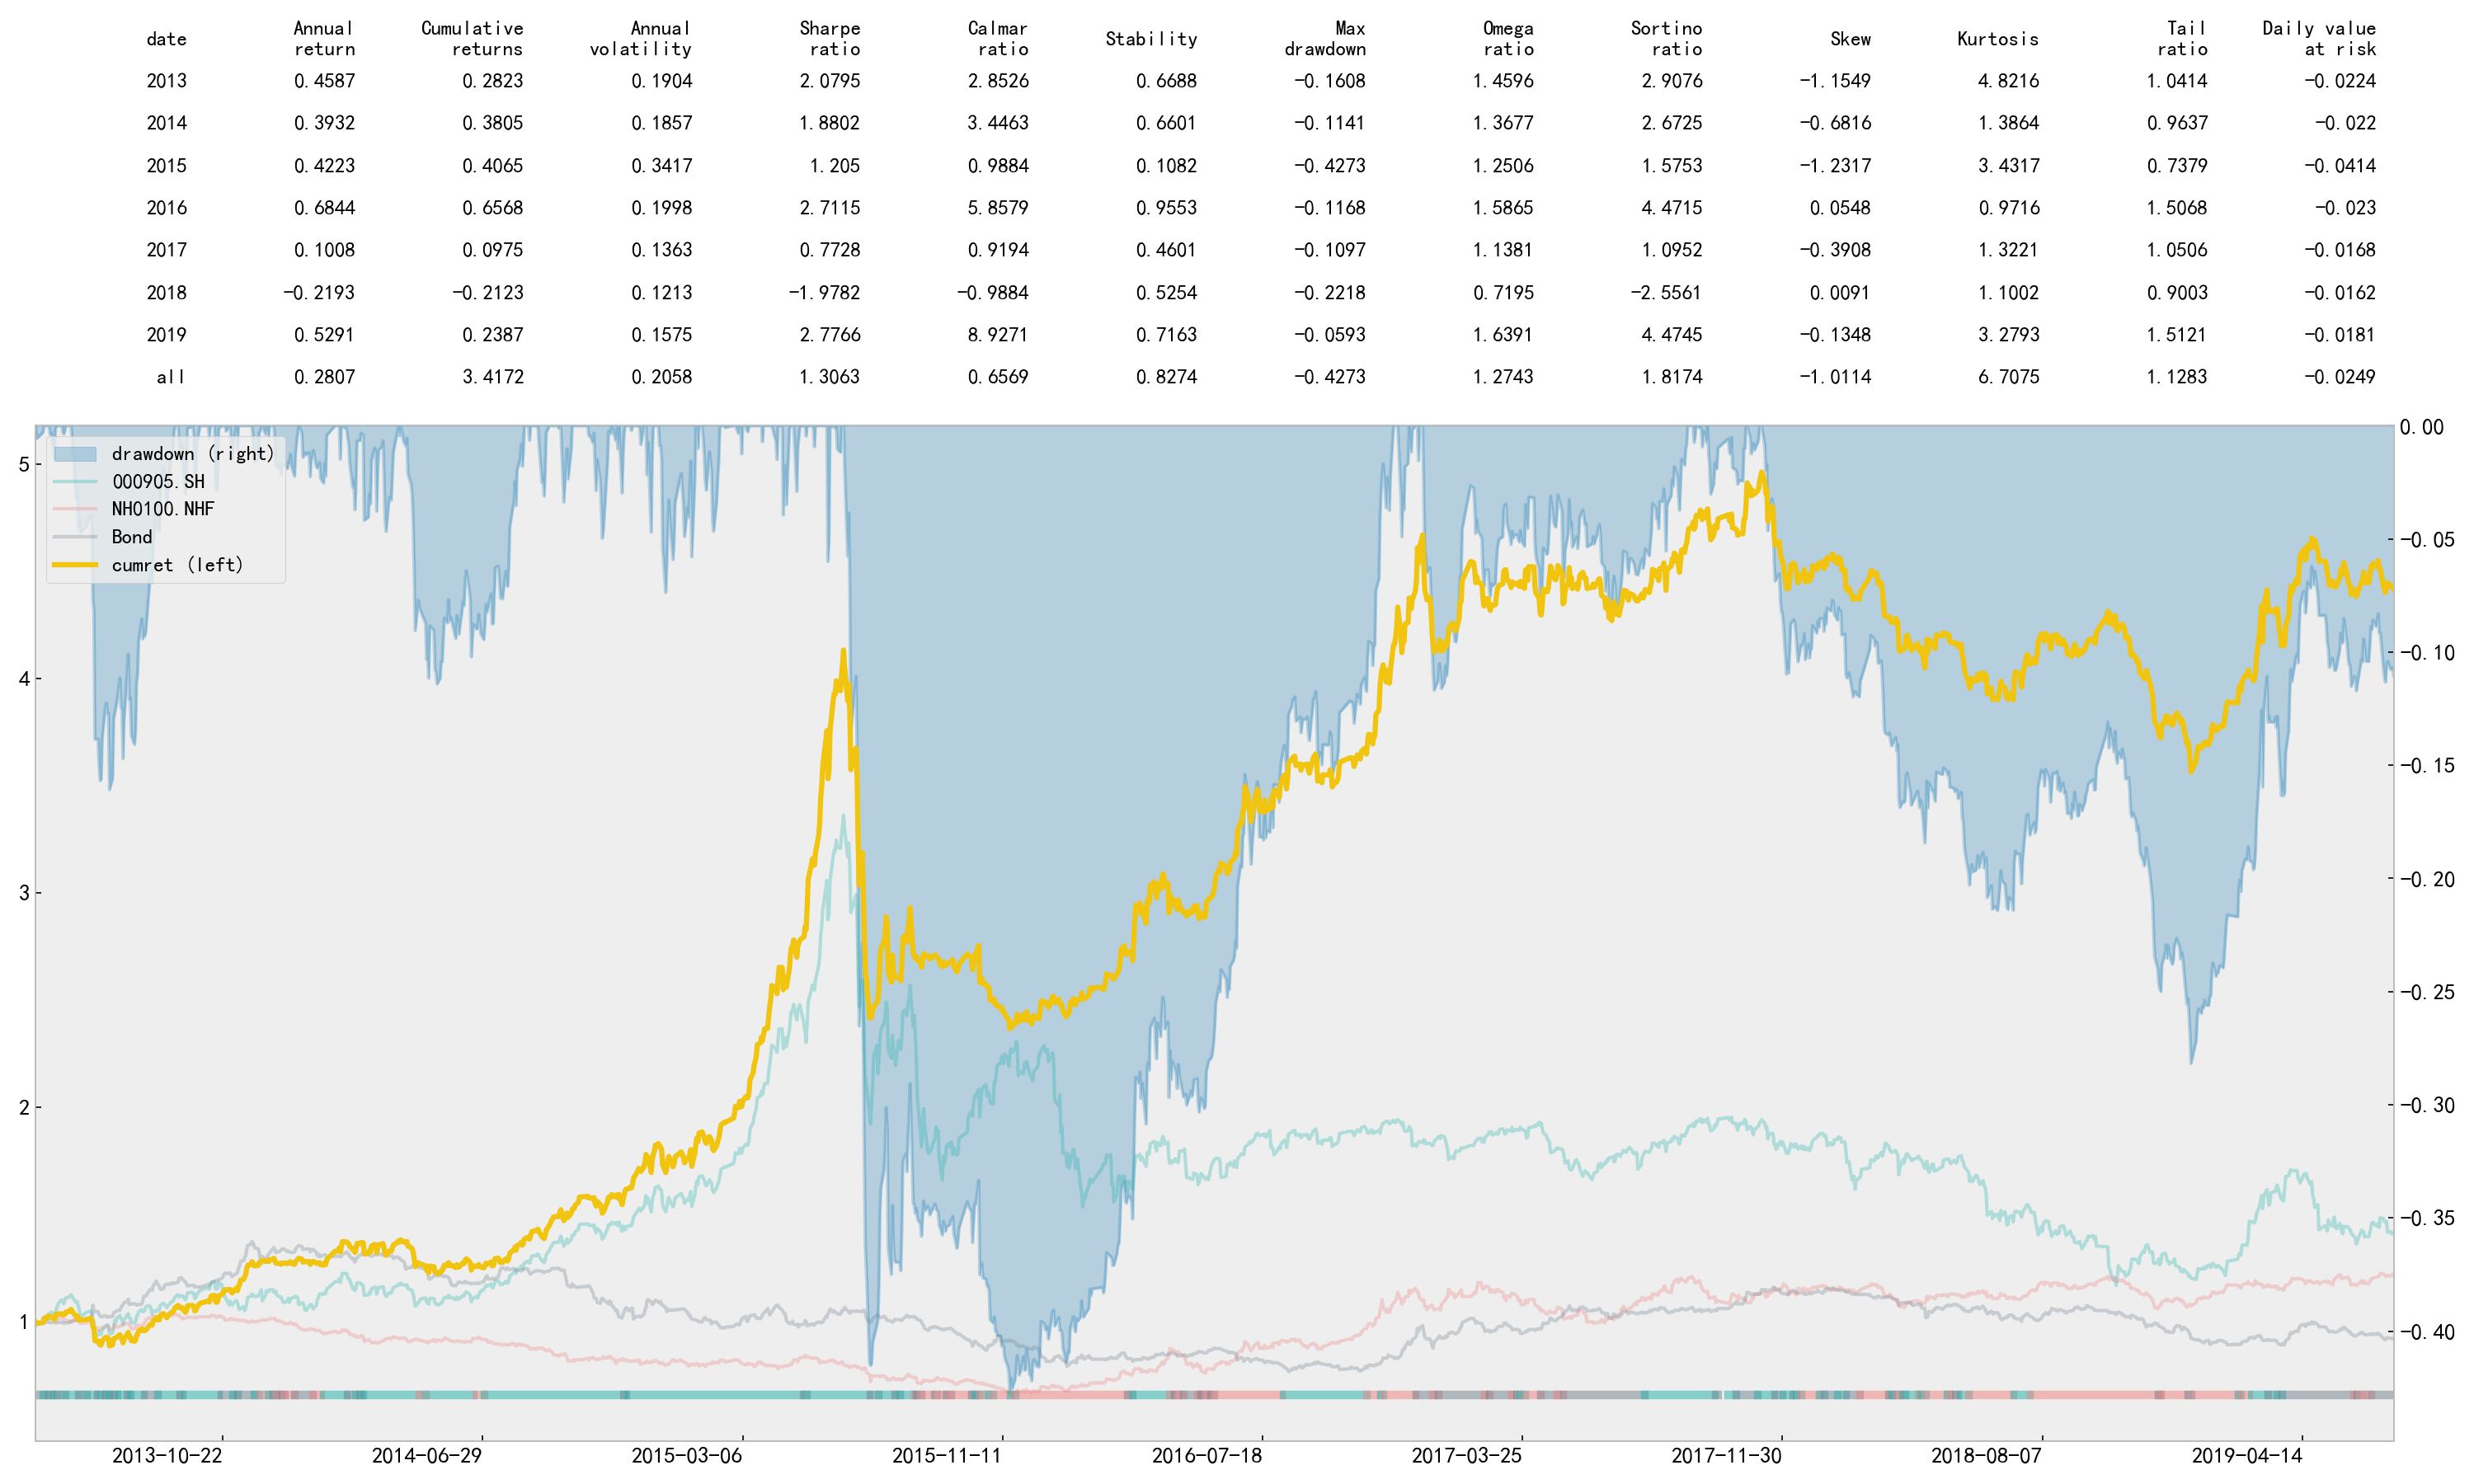 date Annual return Cumulative returns Annual volatility Sharpe ratio Calmar ratio Stability Max drawdown Omega ratio Sortino ratio Skew Kurtosis Tail ratio Daily value at risk
2013 0.4587 0.2823 0.1904 2.0795 2.8526 0.6688 −0.1608 1.4596 2.9076 −1.1549 4.8216 1.0414 −0.0224
2014 0.3932 0.3805 0.1857 1.8802 3.4463 0.6601 −0.1141 1.3677 2.6725 −0.6816 1.3864 0.9637 −0.022
2015 0.4223 0.4065 0.3417 1.205 0.9884 0.1082 −0.4273 1.2506 1.5753 −1.2317 3.4317 0.7379 −0.0414
2016 0.6844 0.6568 0.1998 2.7115 5.8579 0.9553 −0.1168 1.5865 4.4715 0.0548 0.9716 1.5068 −0.023
2017 0.1008 0.0975 0.1363 0.7728 0.9194 0.4601 −0.1097 1.1381 1.0952 −0.3908 1.3221 1.0506 −0.0168
2018 −0.2193 −0.2123 0.1213 −1.9782 −0.9884 0.5254 −0.2218 0.7195 −2.5561 0.0091 1.1002 0.9003 −0.0162
2019 0.5291 0.2387 0.1575 2.7766 8.9271 0.7163 −0.0593 1.6391 4.4745 −0.1348 3.2793 1.5121 −0.0181
all 0.2807 3.4172 0.2058 1.3063 0.6569 0.8274 −0.4273 1.2743 1.8174 −1.0114 6.7075 1.1283 −0.0249
drawdown (right)
000905.SH
NH0100.NHF
Bond
cumret (left)
5
4
3
2
1
0.00
−0.05
−0.10
−0.15
−0.20
−0.25
−0.30
−0.35
−0.40
2013-10-22 2014-06-29 2015-03-06 2015-11-11 2016-07-18 2017-03-25 2017-11-30 2018-08-07 2019-04-14